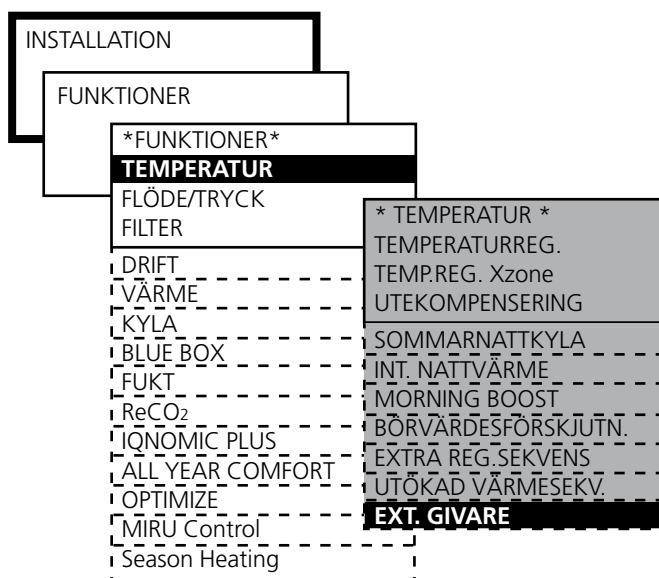 INSTALLATION
FUNKTIONER
*FUNKTIONER*
TEMPERATUR
FLÖDE/TRYCK
FILTER
DRIFT
VÄRME
KYLA
BLUE BOX
FUKT
ReCO₂
IQNOMIC PLUS
ALL YEAR COMFORT
OPTIMIZE
MIRU Control
Season Heating
* TEMPERATUR *
TEMPERATURREG.
TEMP.REG. Xzone
UTEKOMPENSERING
SOMMARNATTKYLA
INT. NATTVÄRME
MORNING BOOST
BÖRVÄRDESFÖRSKJUTN.
EXTRA REG.SEKVENS
UTÖKAD VÄRMESEKV.
EXT. GIVARE